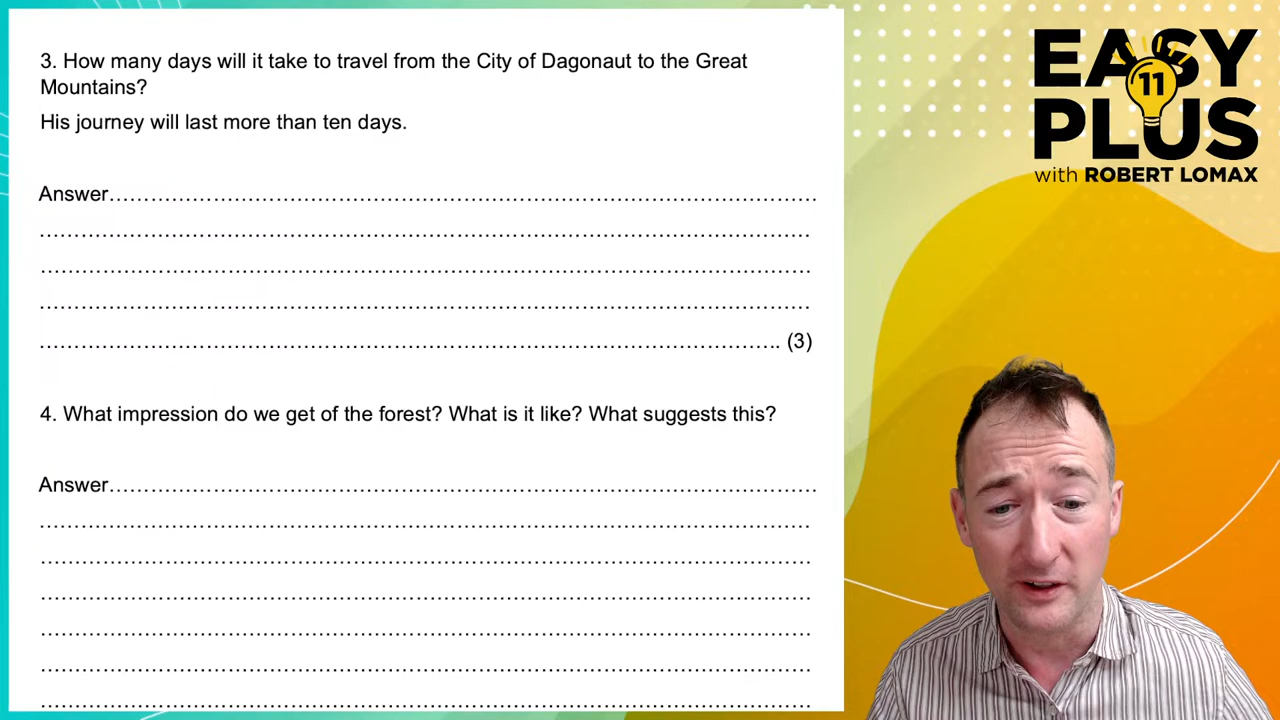 3. How many days will it take to travel from the City of Dagonaut to the Great
Mountains?
His journey will last more than ten days.
Answer.................................................................................................................
.................................................................................................................
.................................................................................................................
.................................................................................................................
................................................................................................................. (3)
4. What impression do we get of the forest? What is it like? What suggests this?
Answer.................................................................................................................
.................................................................................................................
.................................................................................................................
.................................................................................................................
.................................................................................................................
.................................................................................................................
.................................................................................................................
EASY
11
PLUS
with ROBERT LOMAX